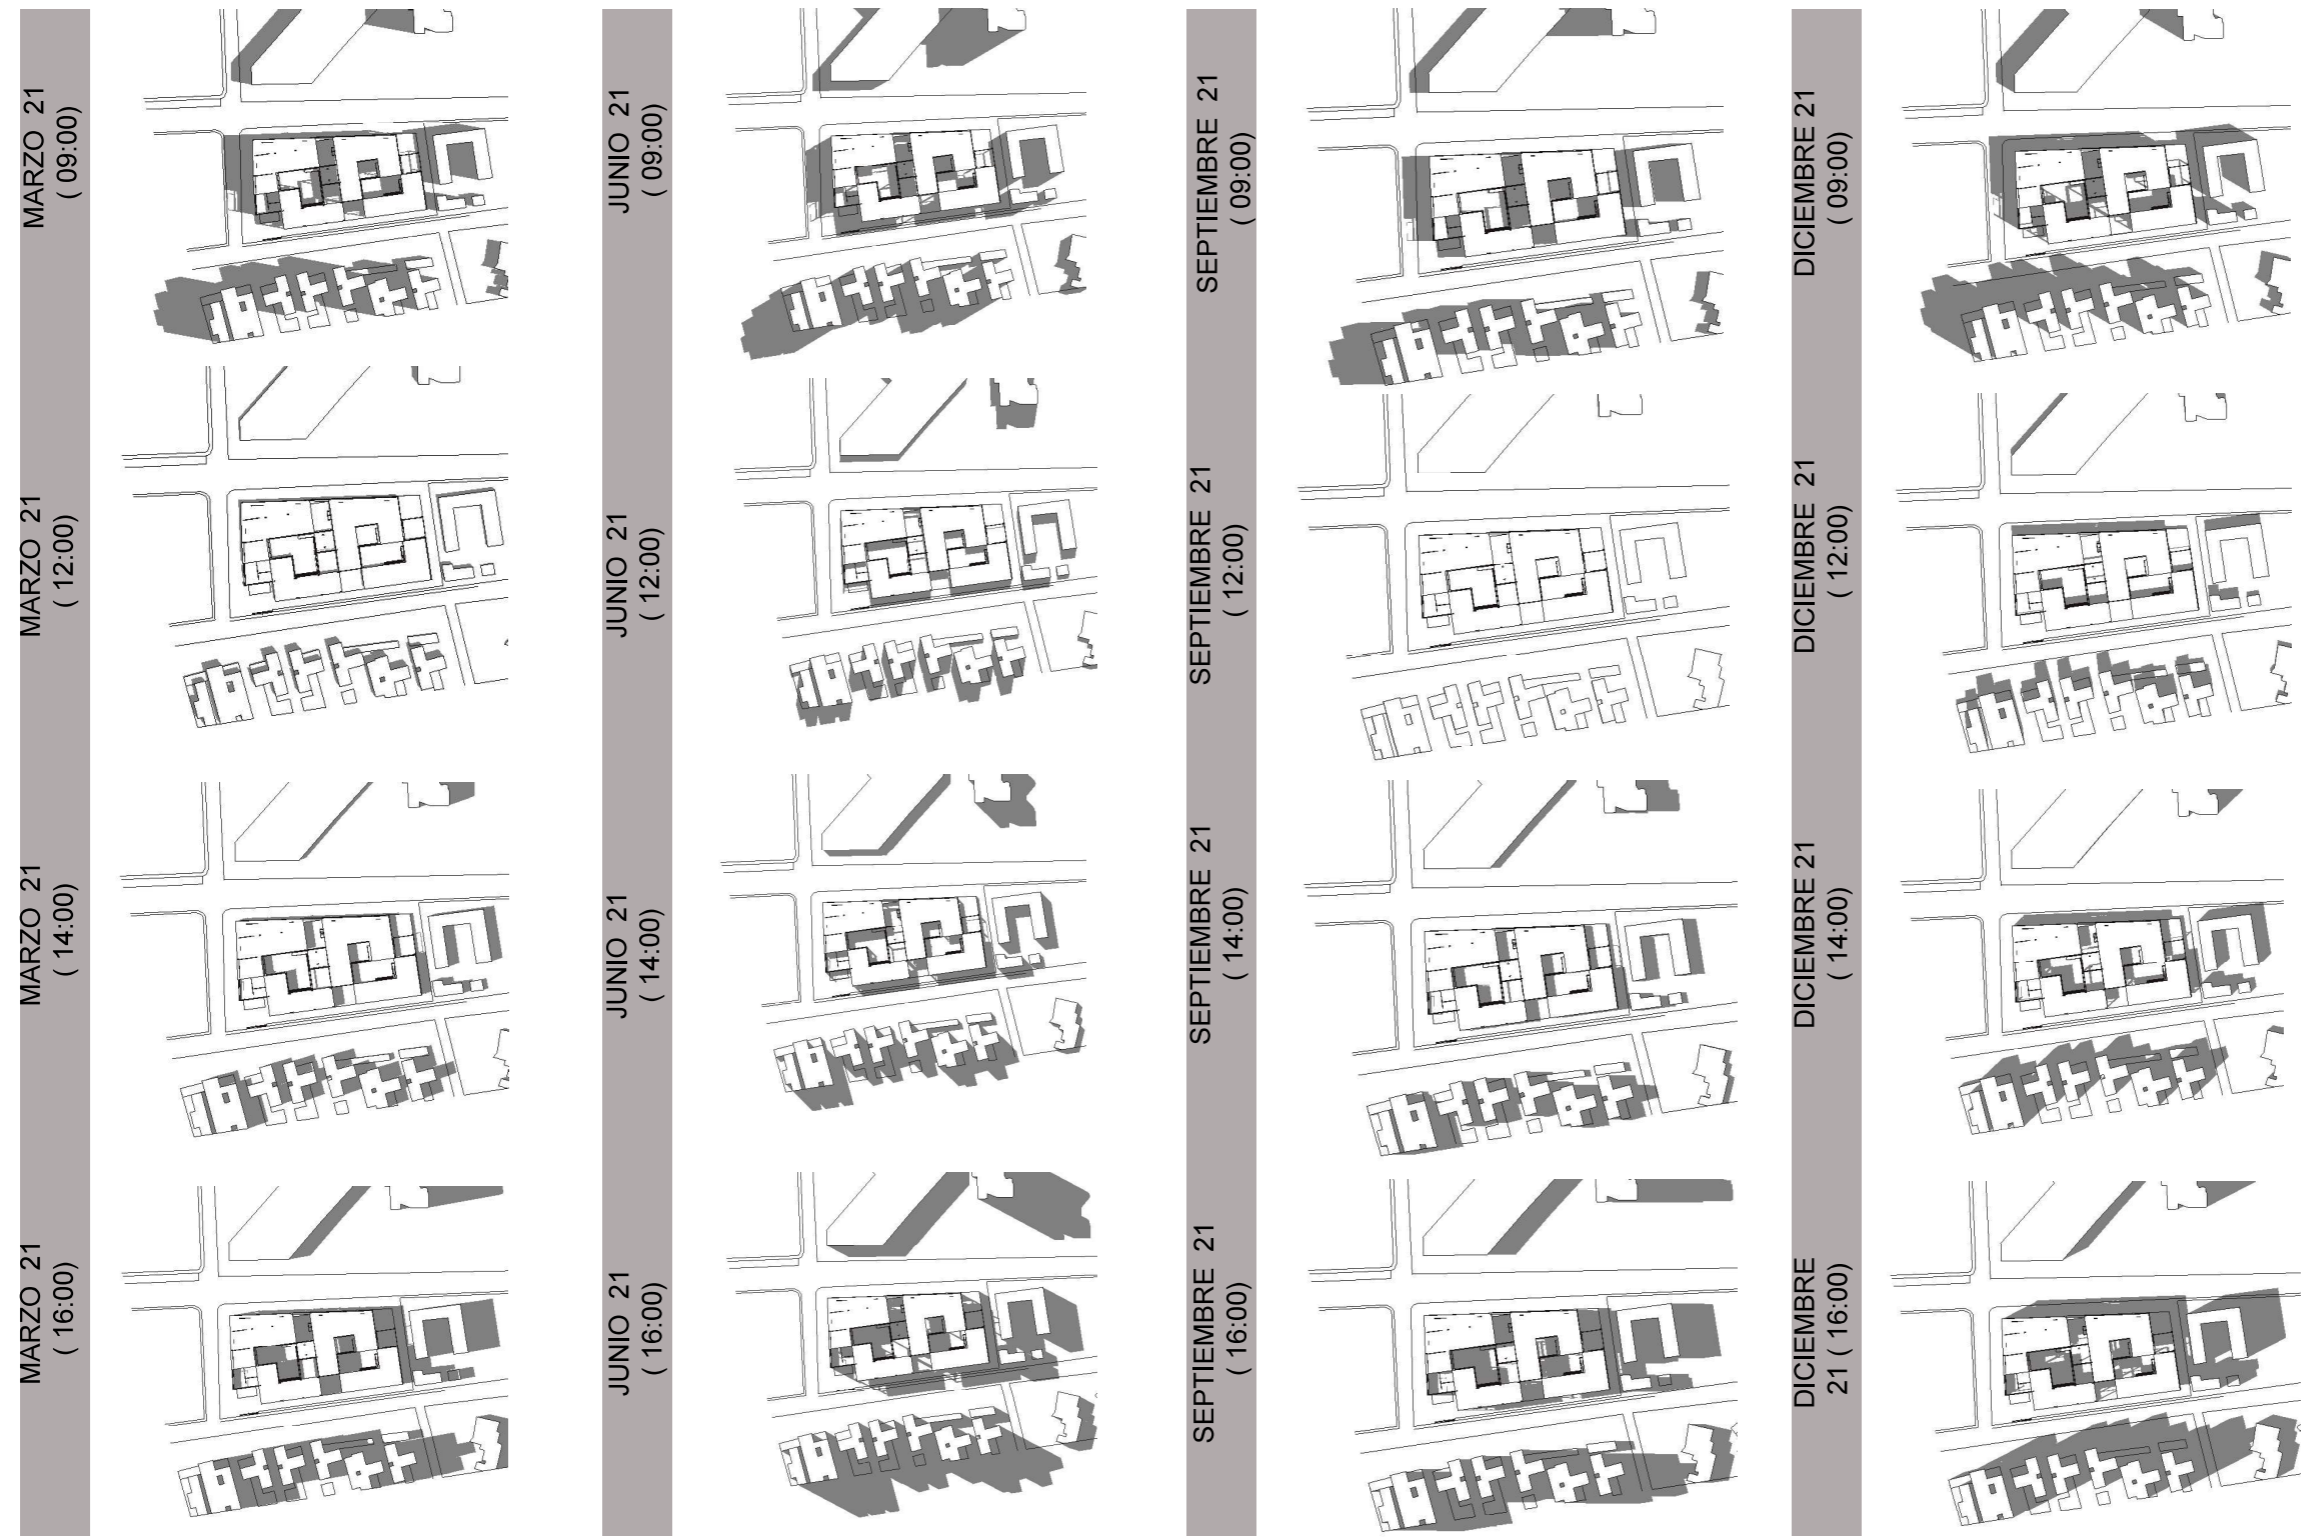 MARZO 21
( 09:00)
MARZO 21
( 12:00)
MARZO 21
( 14:00)
MARZO 21
( 16:00)
JUNIO 21
( 09:00)
JUNIO 21
( 12:00)
JUNIO 21
( 14:00)
JUNIO 21
( 16:00)
SEPTIEMBRE 21
( 09:00)
SEPTIEMBRE 21
( 12:00)
SEPTIEMBRE 21
( 14:00)
SEPTIEMBRE 21
( 16:00)
DICIEMBRE 21
( 09:00)
DICIEMBRE 21
( 12:00)
DICIEMBRE 21
( 14:00)
DICIEMBRE
21 ( 16:00)